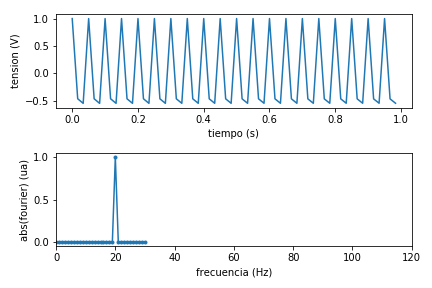 tension (V)
1.0
0.5
0.0
−0.5
0.0 0.2 0.4 0.6 0.8 1.0
tiempo (s)
abs(fourier) (ua)
1.0
0.5
0.0
0 20 40 60 80 100 120
frecuencia (Hz)